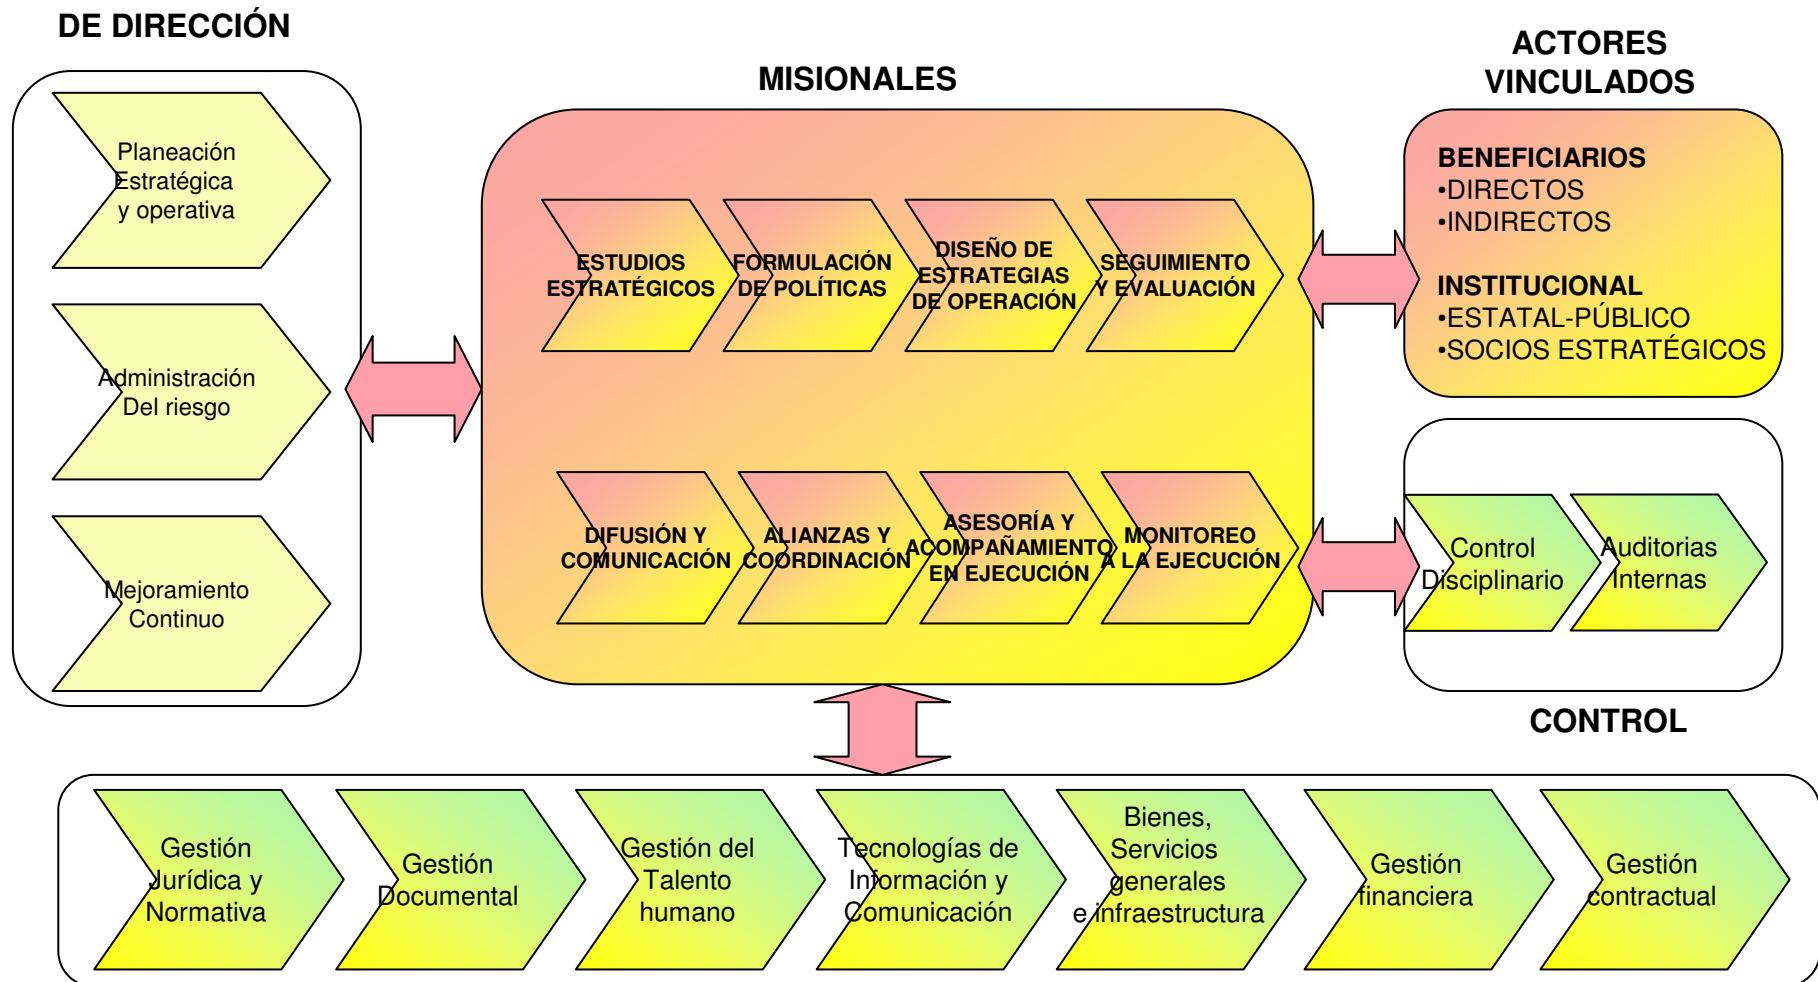 DE DIRECCIÓN
Planeación
Estratégica
y operativa
Administración
Del riesgo
Mejoramiento
Continuo
MISIONALES
ESTUDIOS
ESTRATÉGICOS
FORMULACIÓN
DE POLÍTICAS
DISEÑO DE
ESTRATEGIAS
DE OPERACIÓN
SEGUIMIENTO
Y EVALUACIÓN
DIFUSIÓN Y
COMUNICACIÓN
ALIANZAS Y
COORDINACIÓN
ASESORÍA Y
ACOMPAÑAMIENTO
EN EJECUCIÓN
MONITOREO
A LA EJECUCIÓN
ACTORES
VINCULADOS
BENEFICIARIOS
•DIRECTOS
•INDIRECTOS
INSTITUCIONAL
•ESTATAL-PÚBLICO
•SOCIOS ESTRATÉGICOS
Control
Disciplinario
Auditorias
Internas
CONTROL
Gestión
Jurídica y
Normativa
Gestión
Documental
Gestión del
Talento
humano
Tecnologías de
Información y
Comunicación
Bienes,
Servicios
generales
e infraestructura
Gestión
financiera
Gestión
contractual